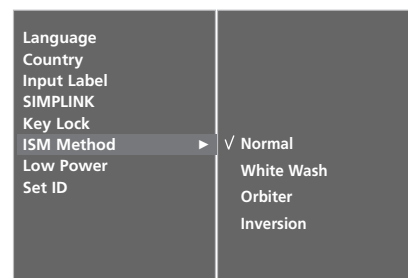 Language
Country
Input Label
SIMPLINK
Key Lock
ISM Method ►
Low Power
Set ID
√ Normal
White Wash
Orbiter
Inversion